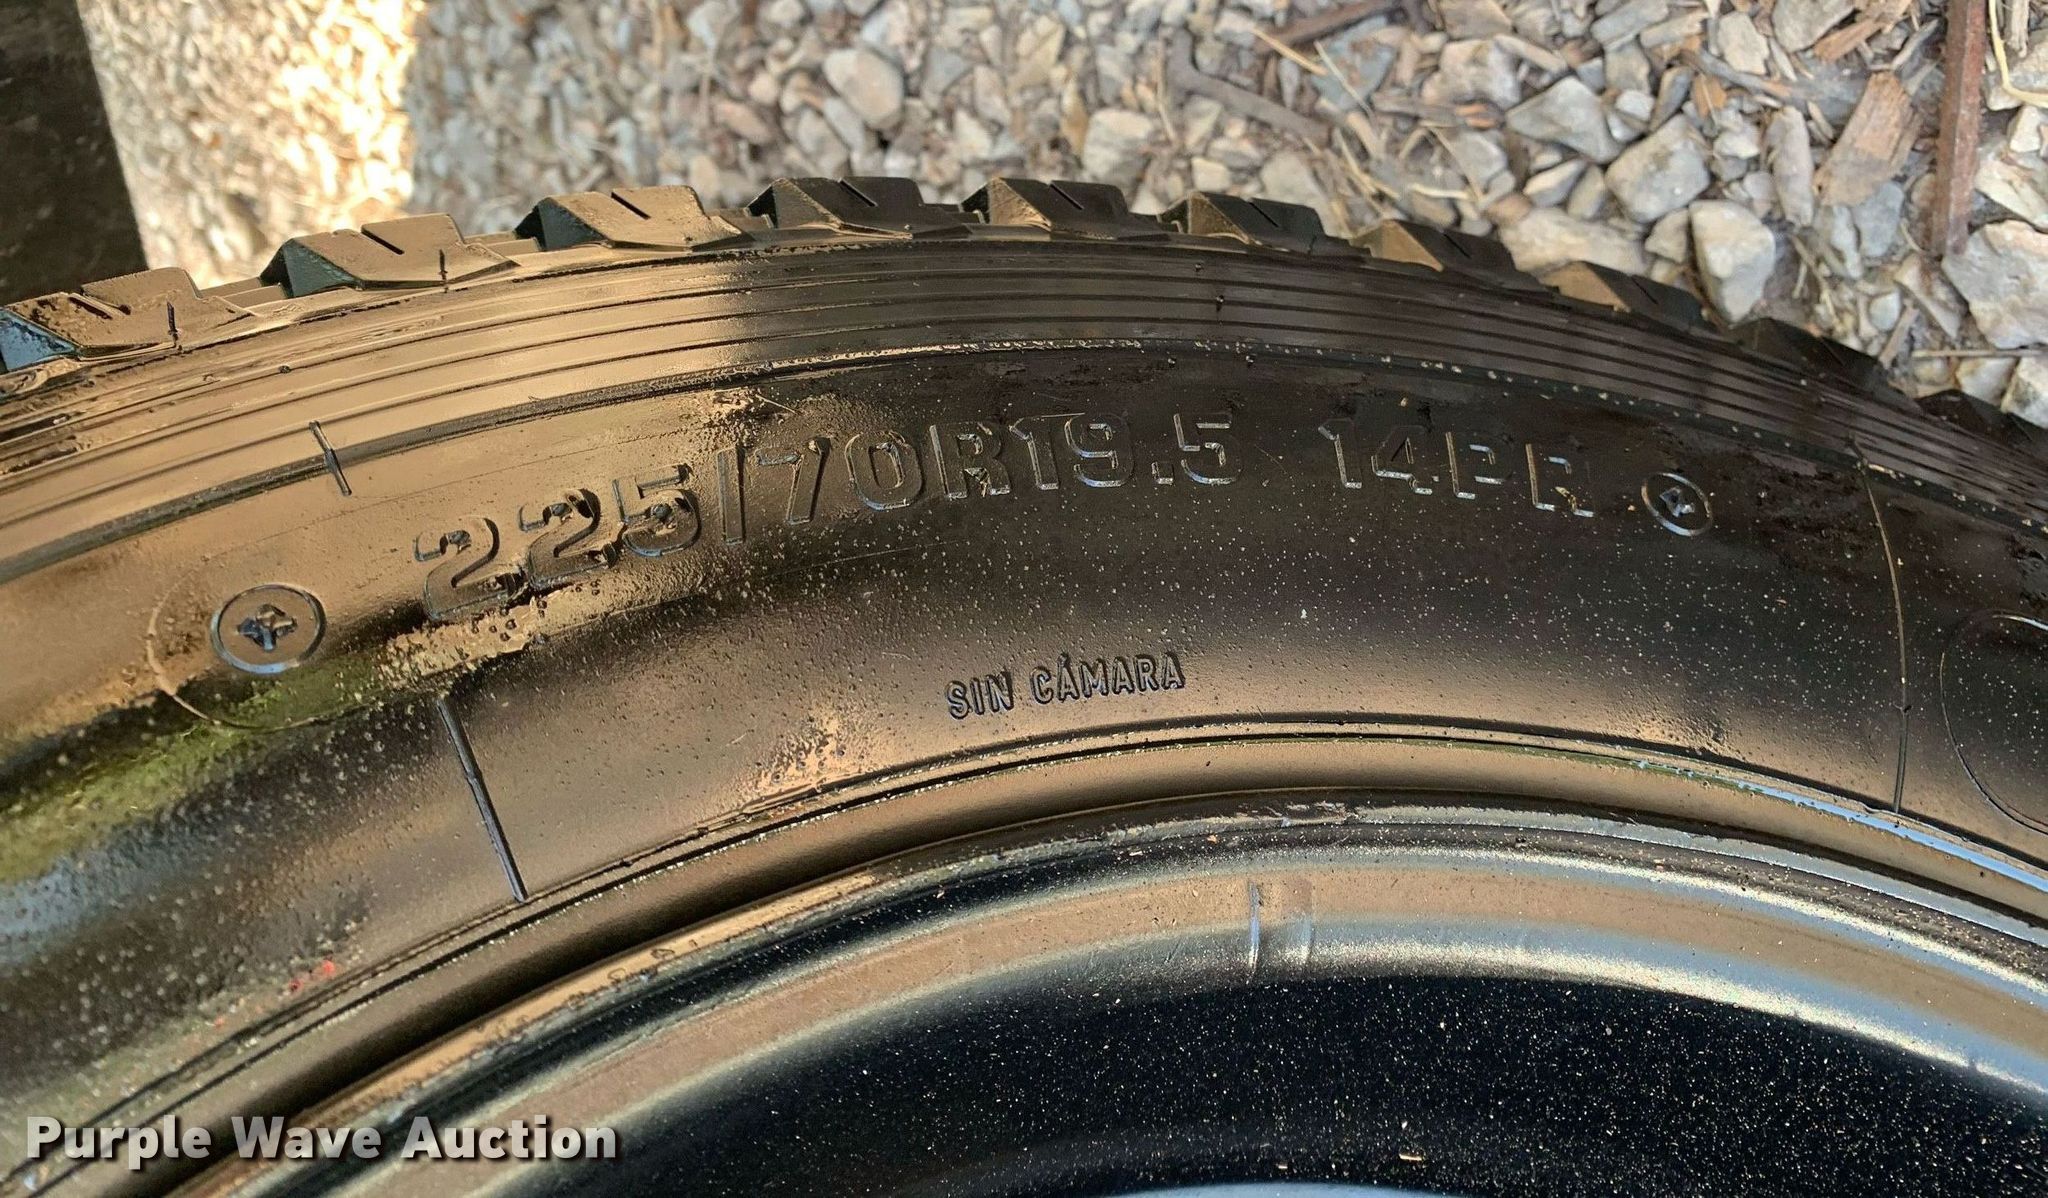 225/70R19.5 14PR
SIN CÁMARA
Purple Wave Auction